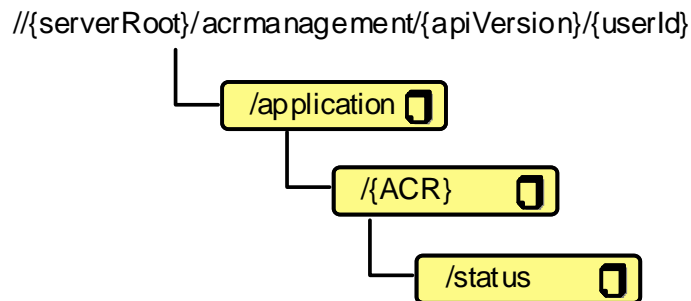 //{serverRoot}/acrmanagement/{apiVersion}/{userId}
/application
/{ACR}
/status